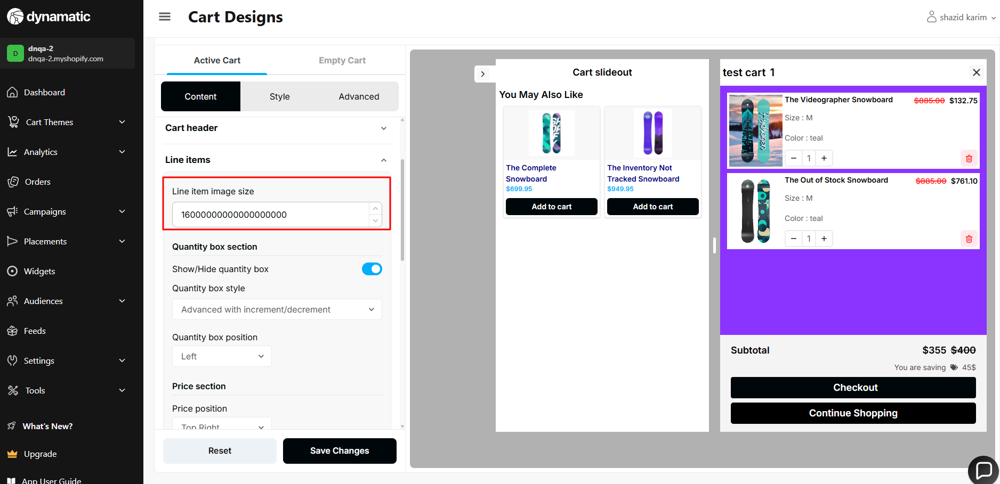 dynamatic
Cart Designs
shazid karim
D
dnqa-2
dnqa-2.myshopify.com
Dashboard
Cart Themes
Analytics
Orders
Campaigns
Placements
Widgets
Audiences
Feeds
Settings
Tools
What's New?
Upgrade
App User Guide
Active Cart
Empty Cart
Content
Style
Advanced
Cart header
Line items
Line item image size
16000000000000000000
Quantity box section
Show/Hide quantity box
Quantity box style
Advanced with increment/decrement
Quantity box position
Left
Price section
Price position
Top Right
Reset
Save Changes
Cart slideout
You May Also Like
The Complete
Snowboard
$699.95
Add to cart
The Inventory Not
Tracked Snowboard
$949.95
Add to cart
test cart 1
Hydrogen
The Videographer Snowboard
$885.00 $132.75
Size : M
Color : teal
1
The Out of Stock Snowboard
$885.00 $761.10
Size : M
Color : teal
1
Subtotal
$355 $400
You are saving 45$
Checkout
Continue Shopping